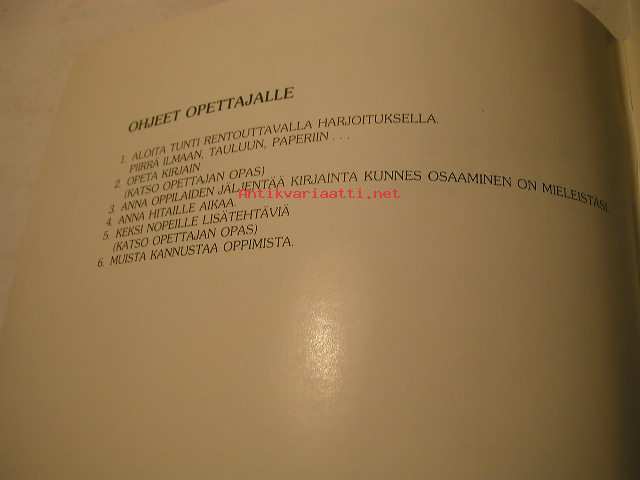 OHJEET OPETTAJALLE
1. ALOITA TUNTI RENTOUTTAVALLA HARJOITUKSELLA.
PIIRRÄ ILMAAN, TAULUUN, PAPERIIN . . .
2. OPETA KIRJAIN
(KATSO OPETTAJAN OPAS)
3. ANNA OPPILAIDEN JÄLJENTÄÄ KIRJAINTA KUNNES OSAAMINEN ON MIELEISTÄSI.
4. ANNA HITAILLE AIKAA
5. KEKSI NOPEILLE LISÄTEHTÄVIÄ
(KATSO OPETTAJAN OPAS)
6. MUISTA KANNUSTAA OPPIMISTA.
Antikvariaatti.net